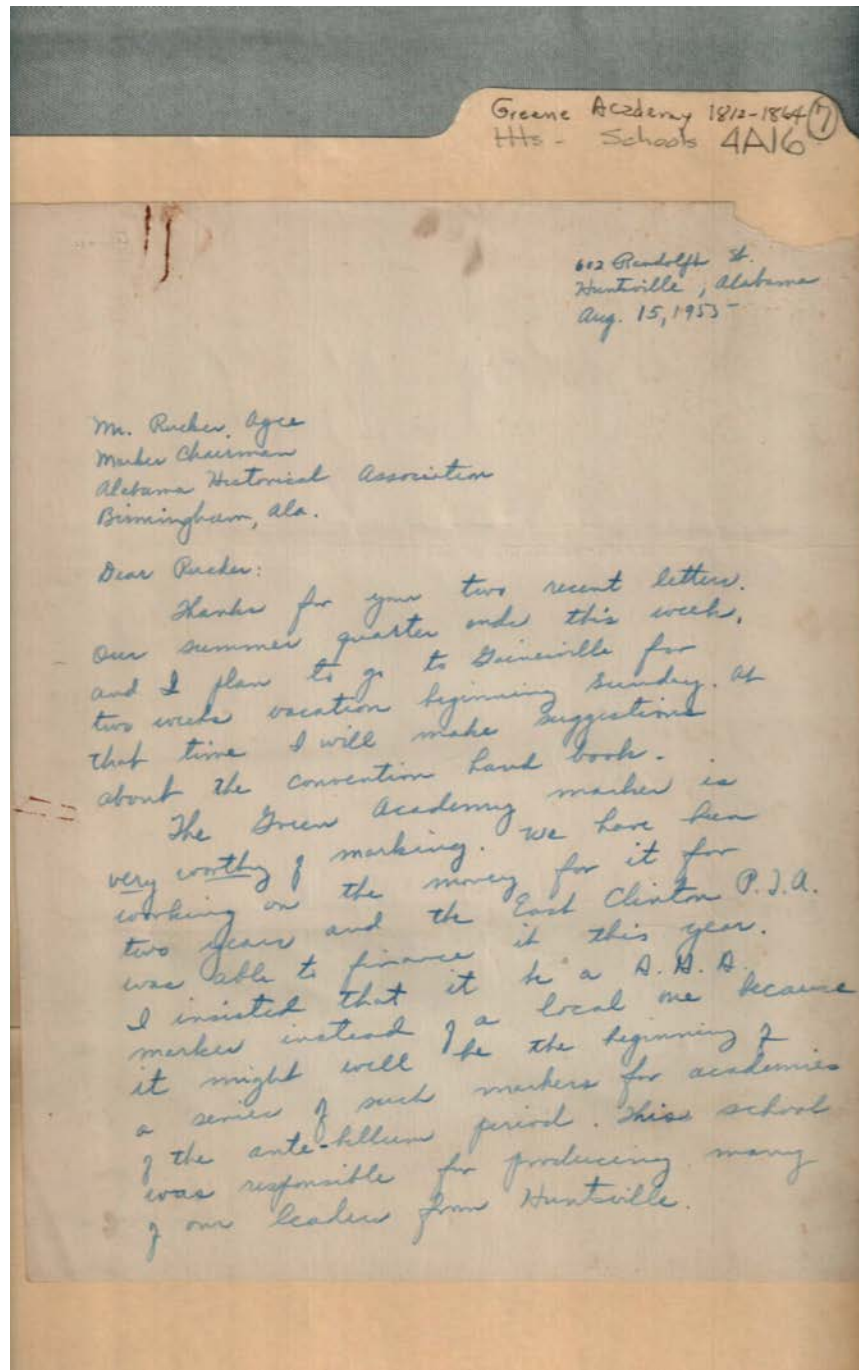 Greene Academy 1812-1864 7
Hts - Schools 4A16
602 Randolph St.
Huntsville, Alabama
Aug. 15, 1955
Mr. Rucker Agee
Marker Chairman
Alabama Historical Association
Birmingham, Ala.
Dear Rucker:
Thanks for your two recent letters.
Our summer quarter ends this week,
and I plan to go to Gainesville for
two weeks vacation beginning Sunday. At
that time I will make suggestions
about the convention hand book.
The Green Academy marker is
very worthy of marking. We have been
working on the money for it for
two years and the East Clinton P.T.A.
was able to finance it this year.
I insisted that it be a A.H.A.
marker instead of a local one because
it might well be the beginning of
a series of such markers for academies
of the ante-bellum period. This school
was responsible for producing many
of our leaders from Huntsville.